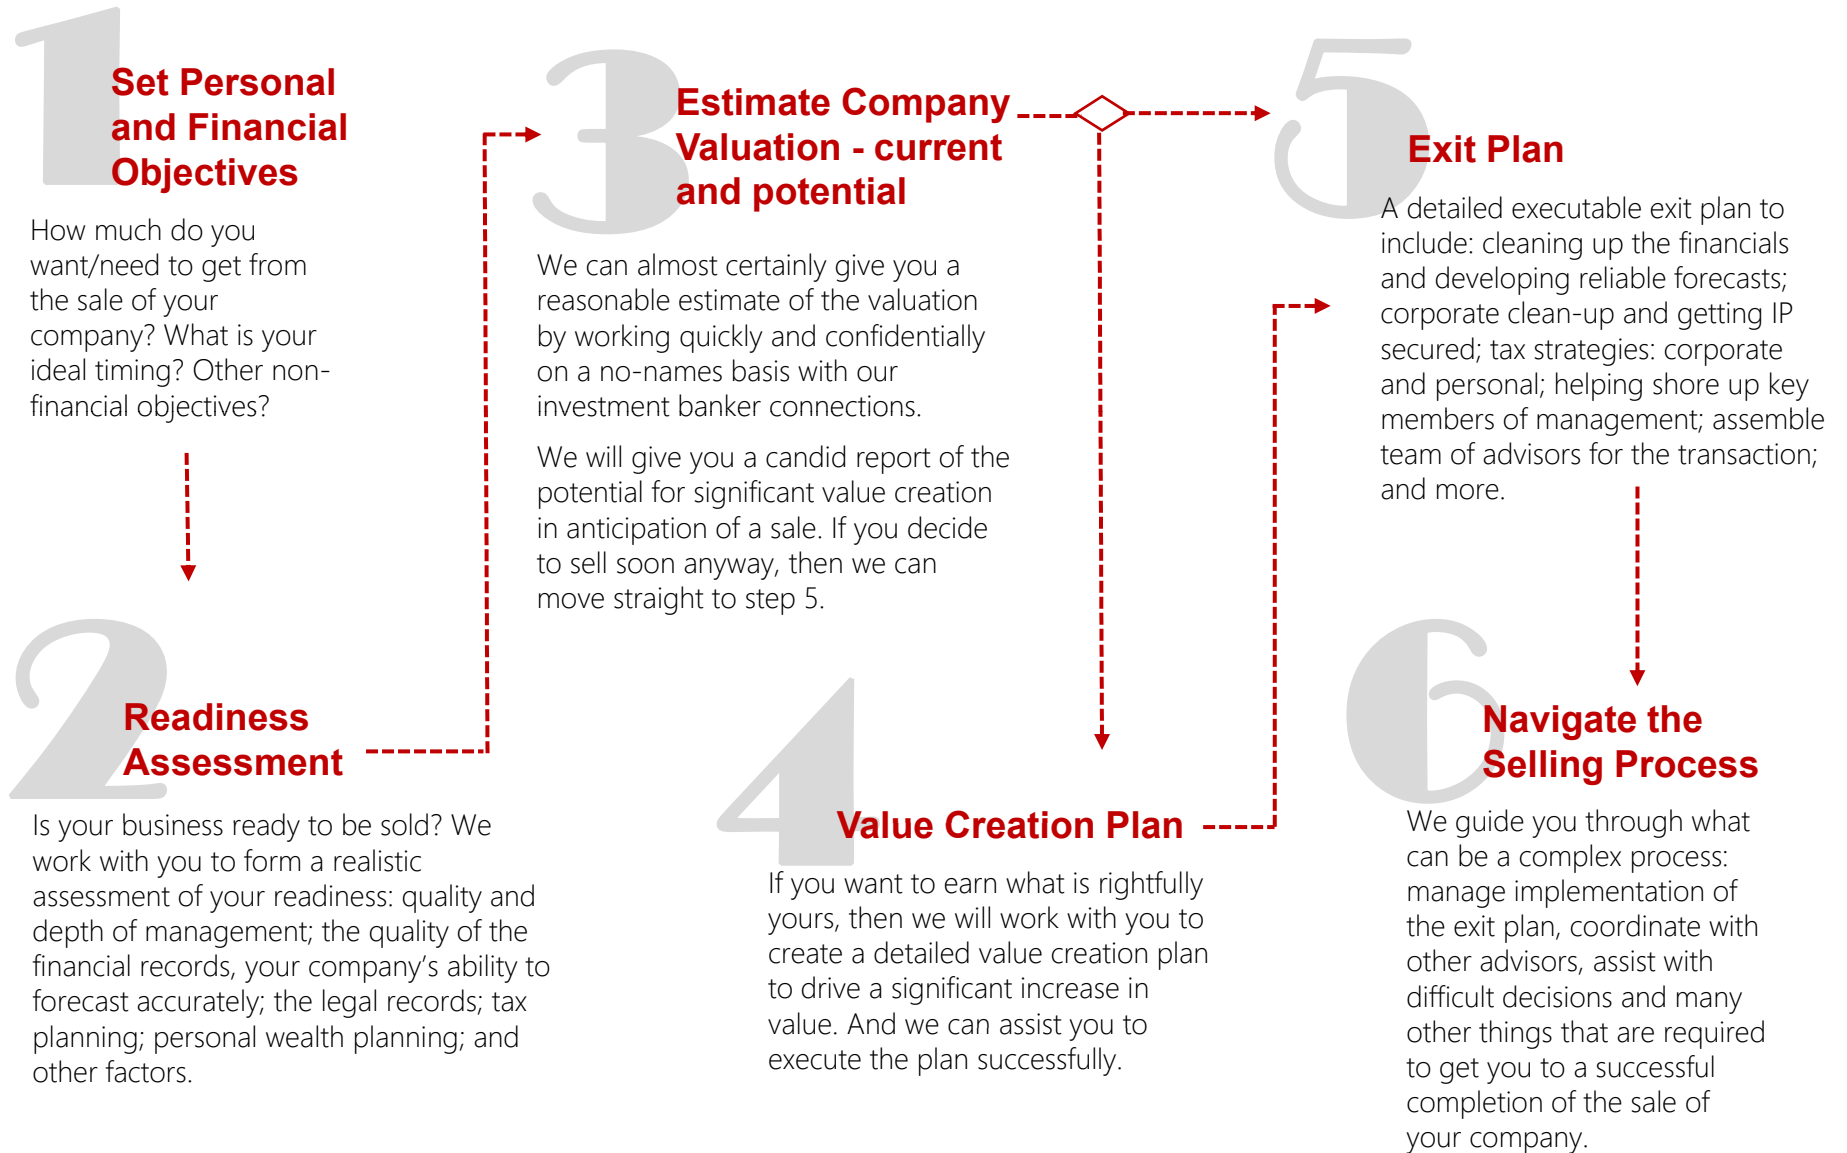 1
Set Personal
and Financial
Objectives
How much do you
want/need to get from
the sale of your
company? What is your
ideal timing? Other non-
financial objectives?
2
Readiness
Assessment
Is your business ready to be sold? We
work with you to form a realistic
assessment of your readiness: quality and
depth of management; the quality of the
financial records, your company’s ability to
forecast accurately; the legal records; tax
planning; personal wealth planning; and
other factors.
3
Estimate Company
Valuation - current
and potential
We can almost certainly give you a
reasonable estimate of the valuation
by working quickly and confidentially
on a no-names basis with our
investment banker connections.
We will give you a candid report of the
potential for significant value creation
in anticipation of a sale. If you decide
to sell soon anyway, then we can
move straight to step 5.
4
Value Creation Plan
If you want to earn what is rightfully
yours, then we will work with you to
create a detailed value creation plan
to drive a significant increase in
value. And we can assist you to
execute the plan successfully.
5
Exit Plan
A detailed executable exit plan to
include: cleaning up the financials
and developing reliable forecasts;
corporate clean-up and getting IP
secured; tax strategies: corporate
and personal; helping shore up key
members of management; assemble
team of advisors for the transaction;
and more.
6
Navigate the
Selling Process
We guide you through what
can be a complex process:
manage implementation of
the exit plan, coordinate with
other advisors, assist with
difficult decisions and many
other things that are required
to get you to a successful
completion of the sale of
your company.